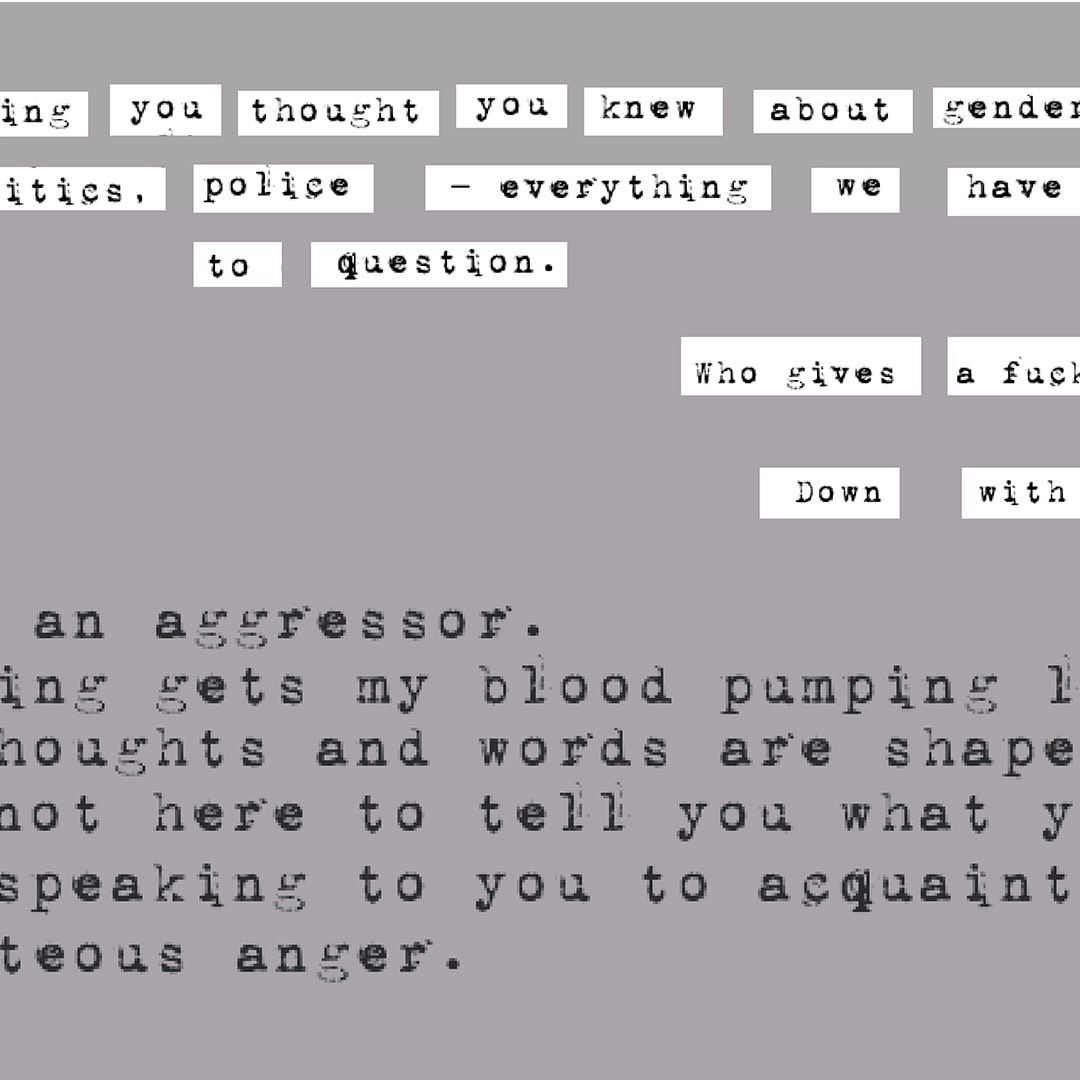 ing you thought you knew about gender
itics, police - everything we have
to question.
Who gives a fuck
Down with
an aggressor.
ing gets my blood pumping l
houghts and words are shape
not here to tell you what y
speaking to you to acquaint
teous anger.